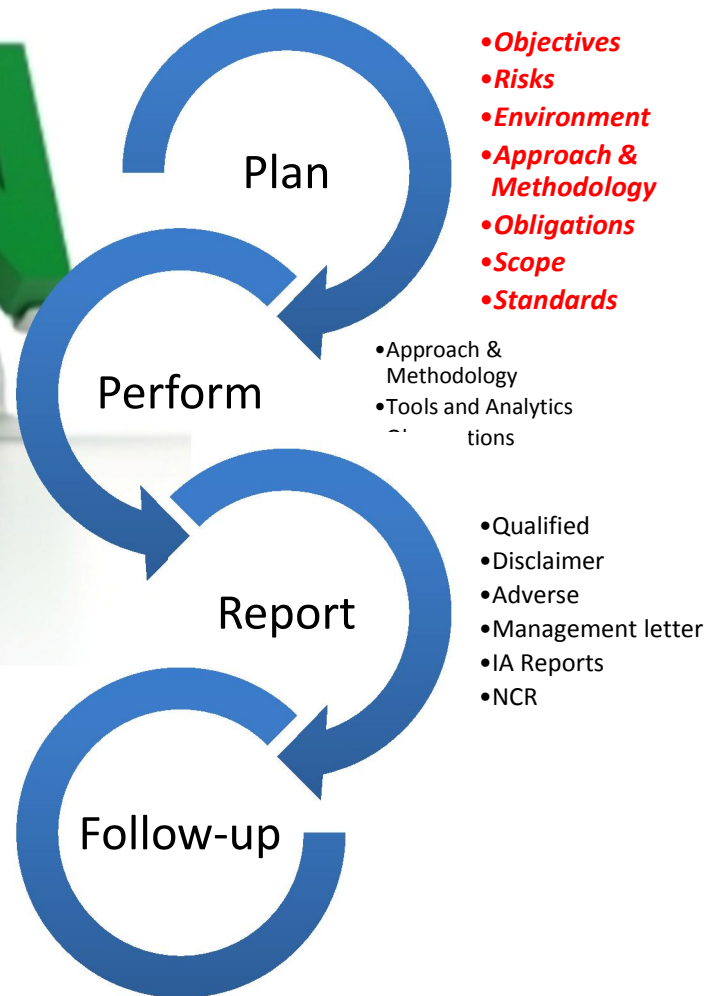 Plan
•Objectives
•Risks
•Environment
•Approach &
Methodology
•Obligations
•Scope
•Standards
Perform
•Approach &
Methodology
•Tools and Analytics
tions
Report
•Qualified
•Disclaimer
•Adverse
•Management letter
•IA Reports
•NCR
Follow-up